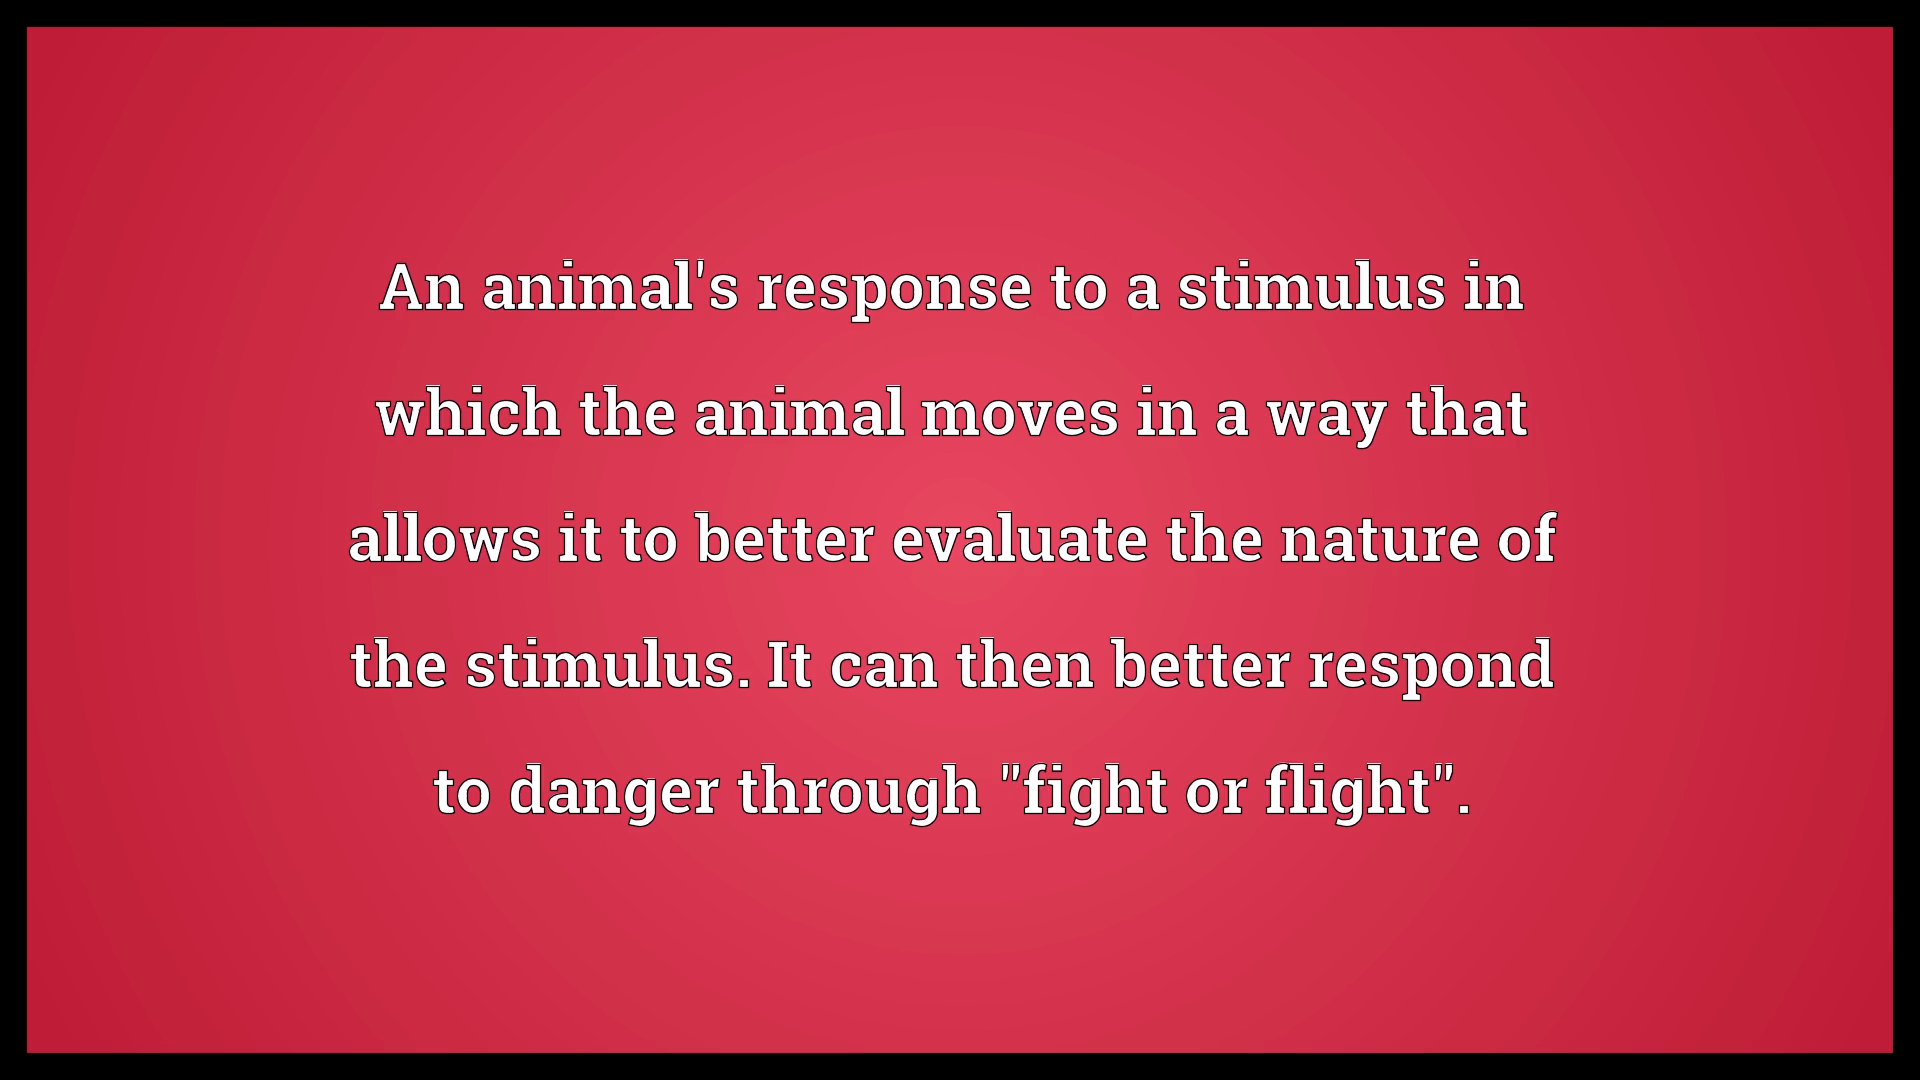 An animal's response to a stimulus in
which the animal moves in a way that
allows it to better evaluate the nature of
the stimulus. It can then better respond
to danger through "fight or flight".